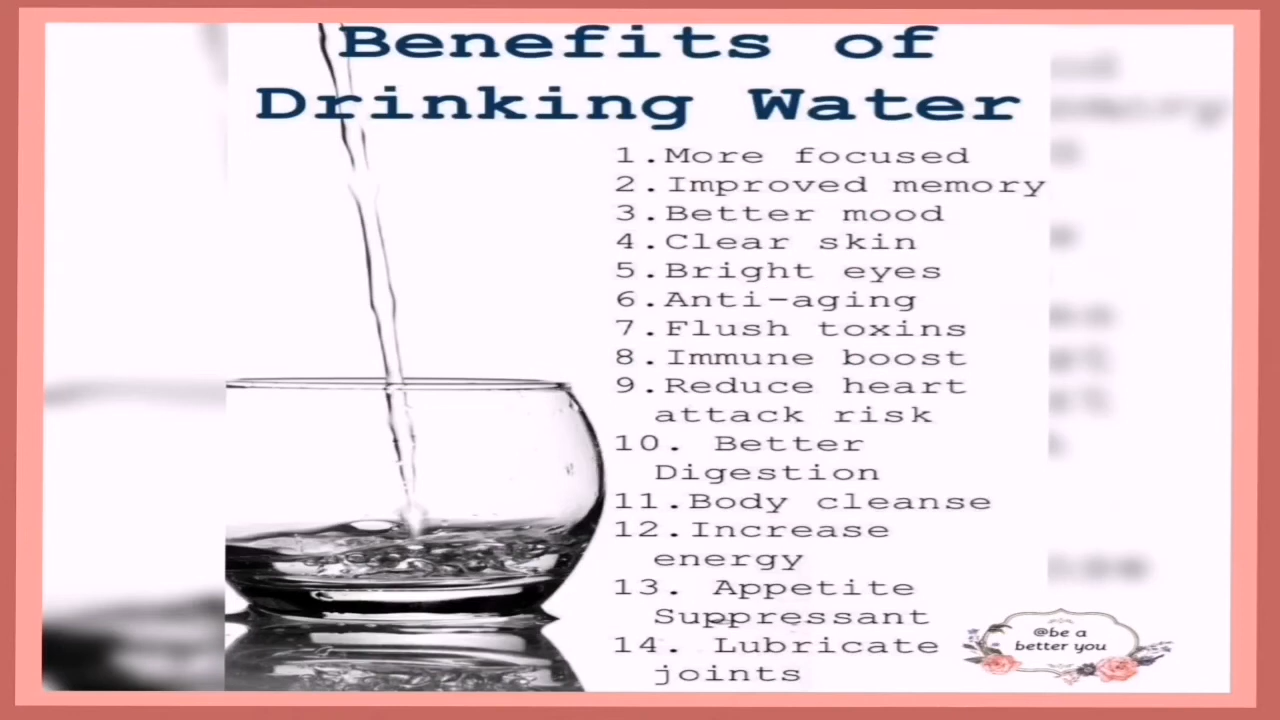 Benefits of
Drinking Water
1.More focused
2.Improved memory
3.Better mood
4.Clear skin
5.Bright eyes
6.Anti-aging
7.Flush toxins
8.Immune boost
9.Reduce heart
attack risk
10. Better
Digestion
11.Body cleanse
12.Increase
energy
13. Appetite
Suppressant
14. Lubricate
joints
@be a
better you